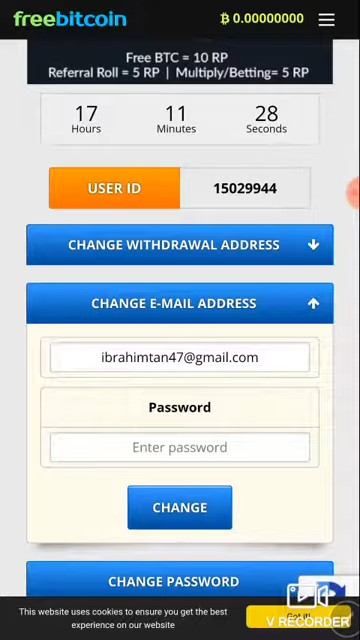 freebitcoin
₿ 0.00000000
Free BTC = 10 RP
Referral Roll = 5 RP | Multiply/Betting= 5 RP
17 11 28
Hours Minutes Seconds
USER ID 15029944
CHANGE WITHDRAWAL ADDRESS
CHANGE E-MAIL ADDRESS
ibrahimtan47@gmail.com
Password
Enter password
CHANGE
CHANGE PASSWORD
This website uses cookies to ensure you get the best
experience on our website
V RECORDER